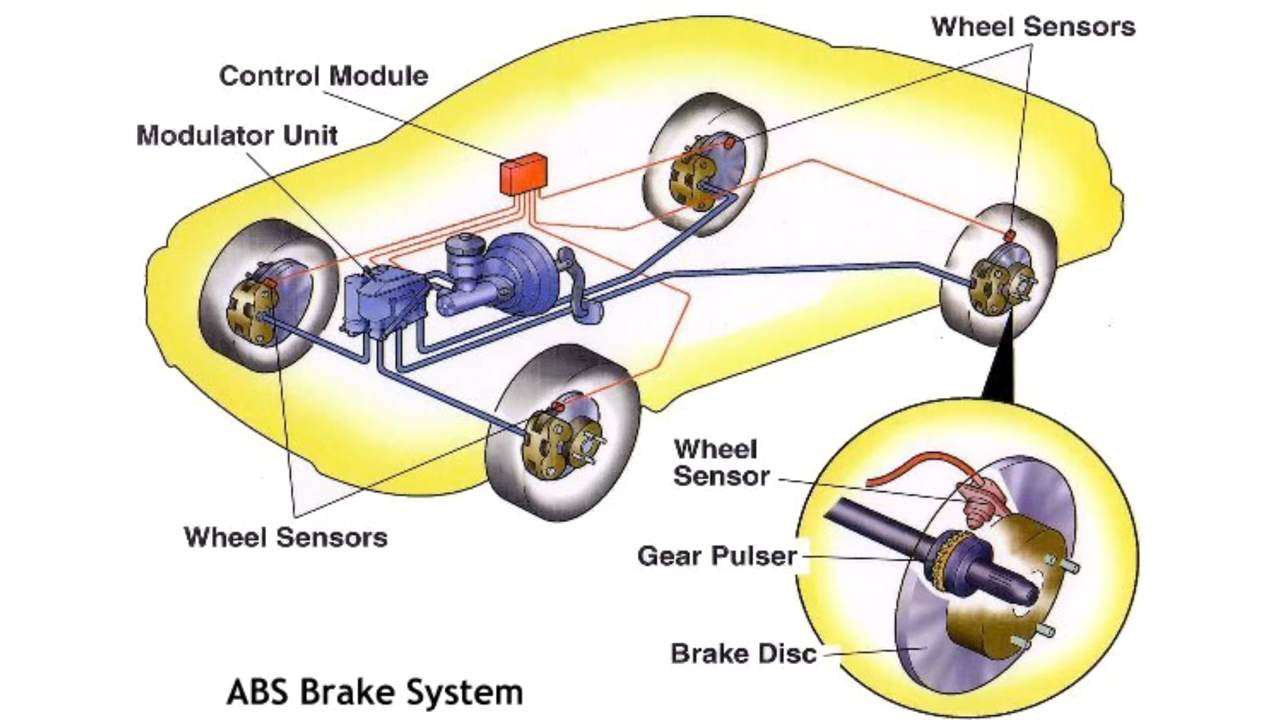 Wheel Sensors
Control Module
Modulator Unit
Wheel
Sensor
Wheel Sensors
Gear Pulser
Brake Disc
ABS Brake System